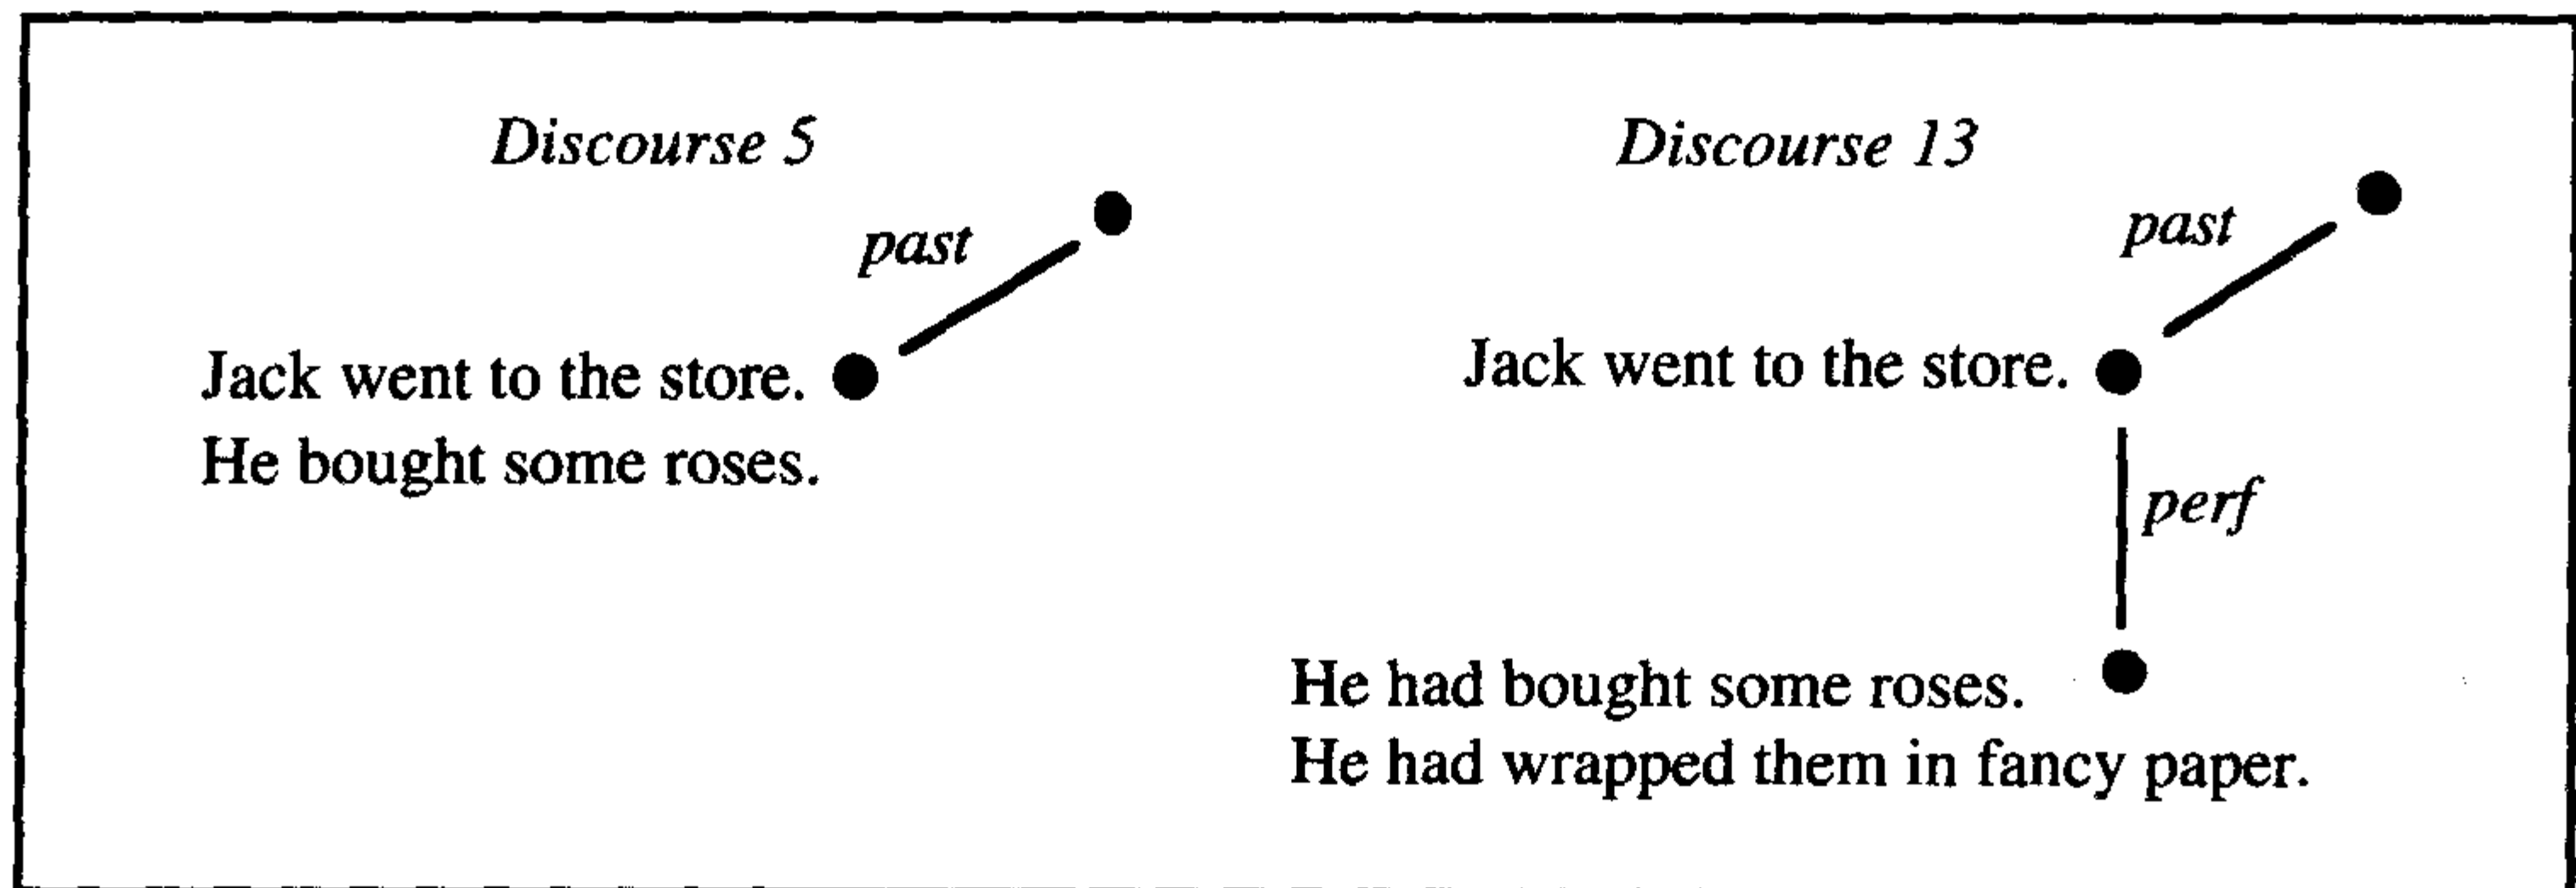 Discourse 5
past
Jack went to the store.
He bought some roses.
Discourse 13
past
Jack went to the store.
perf
He had bought some roses.
He had wrapped them in fancy paper.